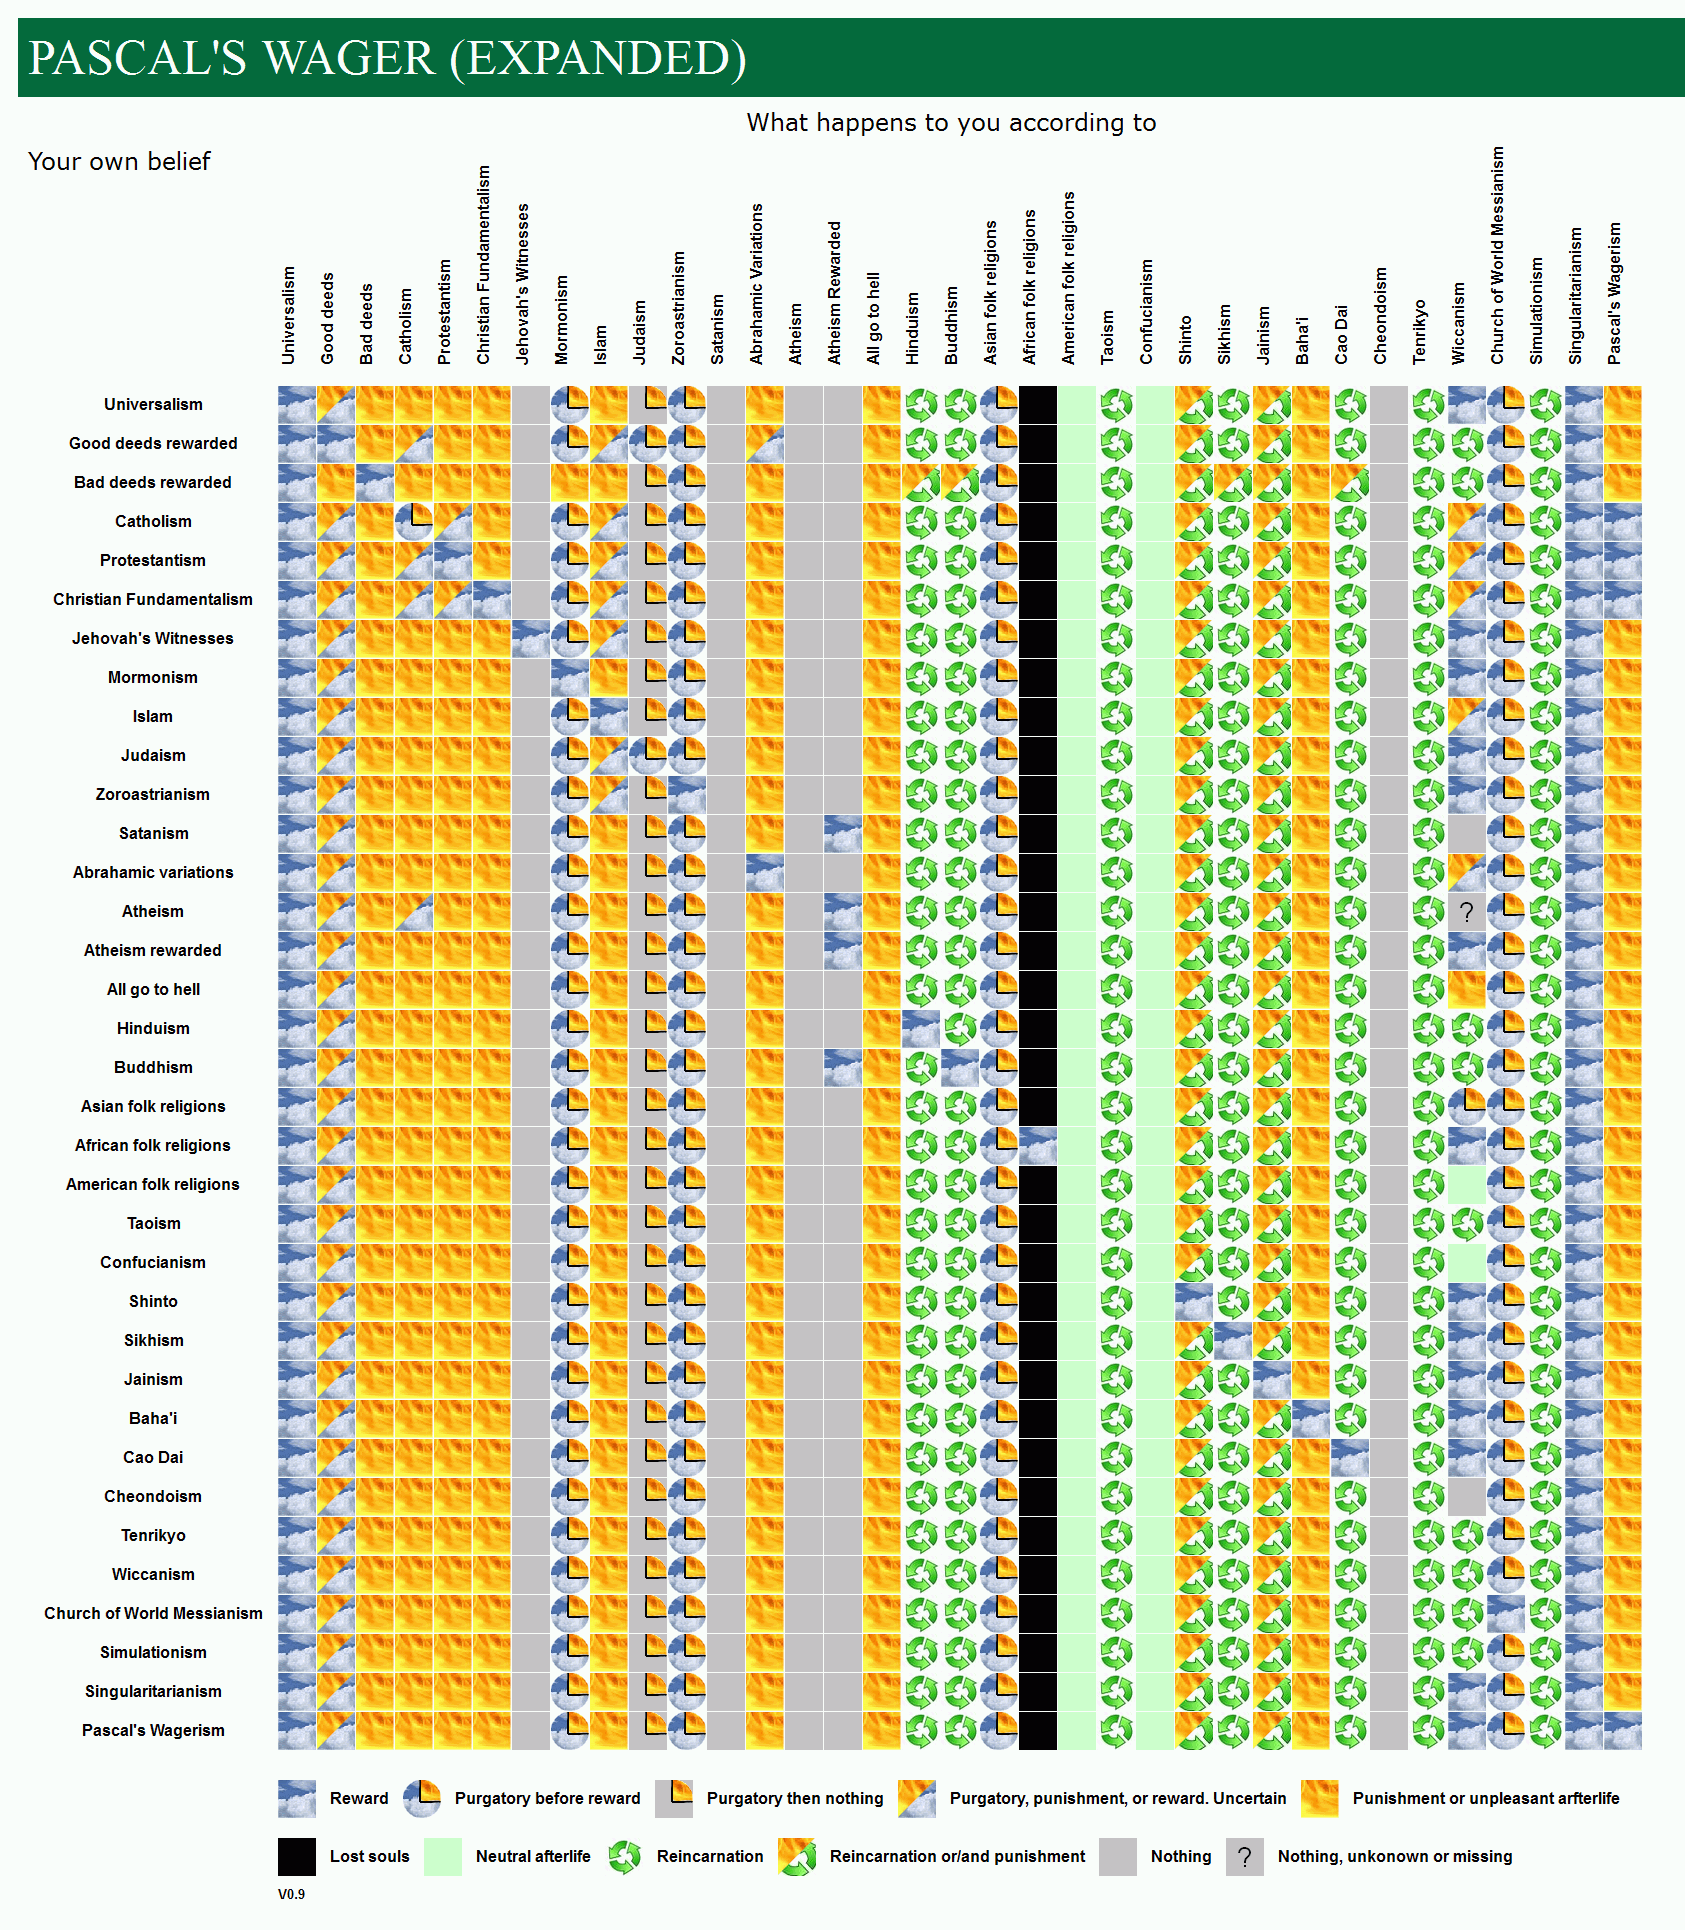 PASCAL'S WAGER (EXPANDED)
What happens to you according to
Your own belief
Universalism
Good deeds
Bad deeds
Catholism
Protestantism
Christian Fundamentalism
Jehovah's Witnesses
Mormonism
Islam
Judaism
Zoroastrianism
Satanism
Abrahamic Variations
Atheism
Atheism Rewarded
All go to hell
Hinduism
Buddhism
Asian folk religions
African folk religions
American folk religions
Taoism
Confucianism
Shinto
Sikhism
Jainism
Baha'i
Cao Dai
Cheondoism
Tenrikyo
Wiccanism
Church of World Messianism
Simulationism
Singularitarianism
Pascal's Wagerism
Universalism
Good deeds rewarded
Bad deeds rewarded
Catholism
Protestantism
Christian Fundamentalism
Jehovah's Witnesses
Mormonism
Islam
Judaism
Zoroastrianism
Satanism
Abrahamic variations
Atheism ?
Atheism rewarded
All go to hell
Hinduism
Buddhism
Asian folk religions
African folk religions
American folk religions
Taoism
Confucianism
Shinto
Sikhism
Jainism
Baha'i
Cao Dai
Cheondoism
Tenrikyo
Wiccanism
Church of World Messianism
Simulationism
Singularitarianism
Pascal's Wagerism
Reward Purgatory before reward Purgatory then nothing Purgatory, punishment, or reward. Uncertain Punishment or unpleasant arfterlife
Lost souls Neutral afterlife Reincarnation Reincarnation or/and punishment Nothing ? Nothing, unkonown or missing
V0.9